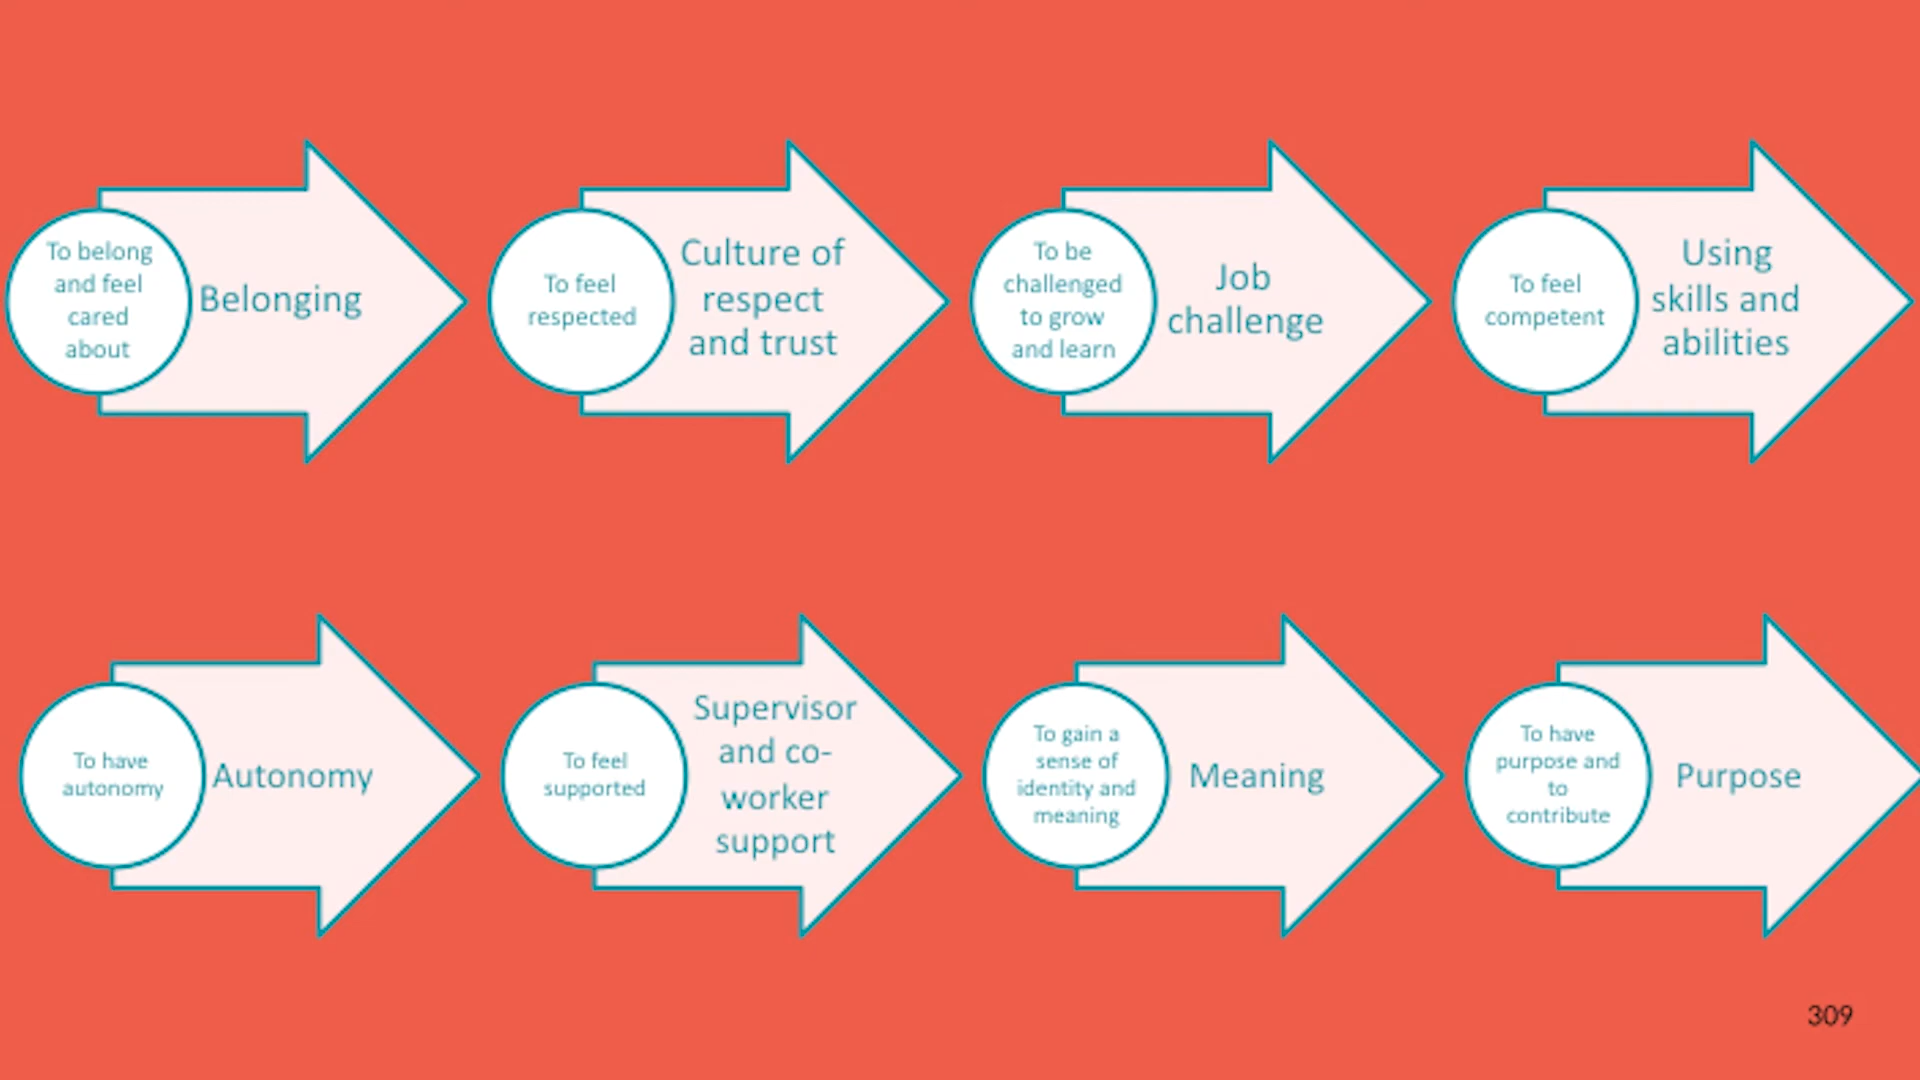 To belong
and feel
cared
about
Belonging
To feel
respected
Culture of
respect
and trust
To be
challenged
to grow
and learn
Job
challenge
To feel
competent
Using
skills and
abilities
To have
autonomy
Autonomy
To feel
supported
Supervisor
and co-
worker
support
To gain a
sense of
identity and
meaning
Meaning
To have
purpose and
to
contribute
Purpose
309